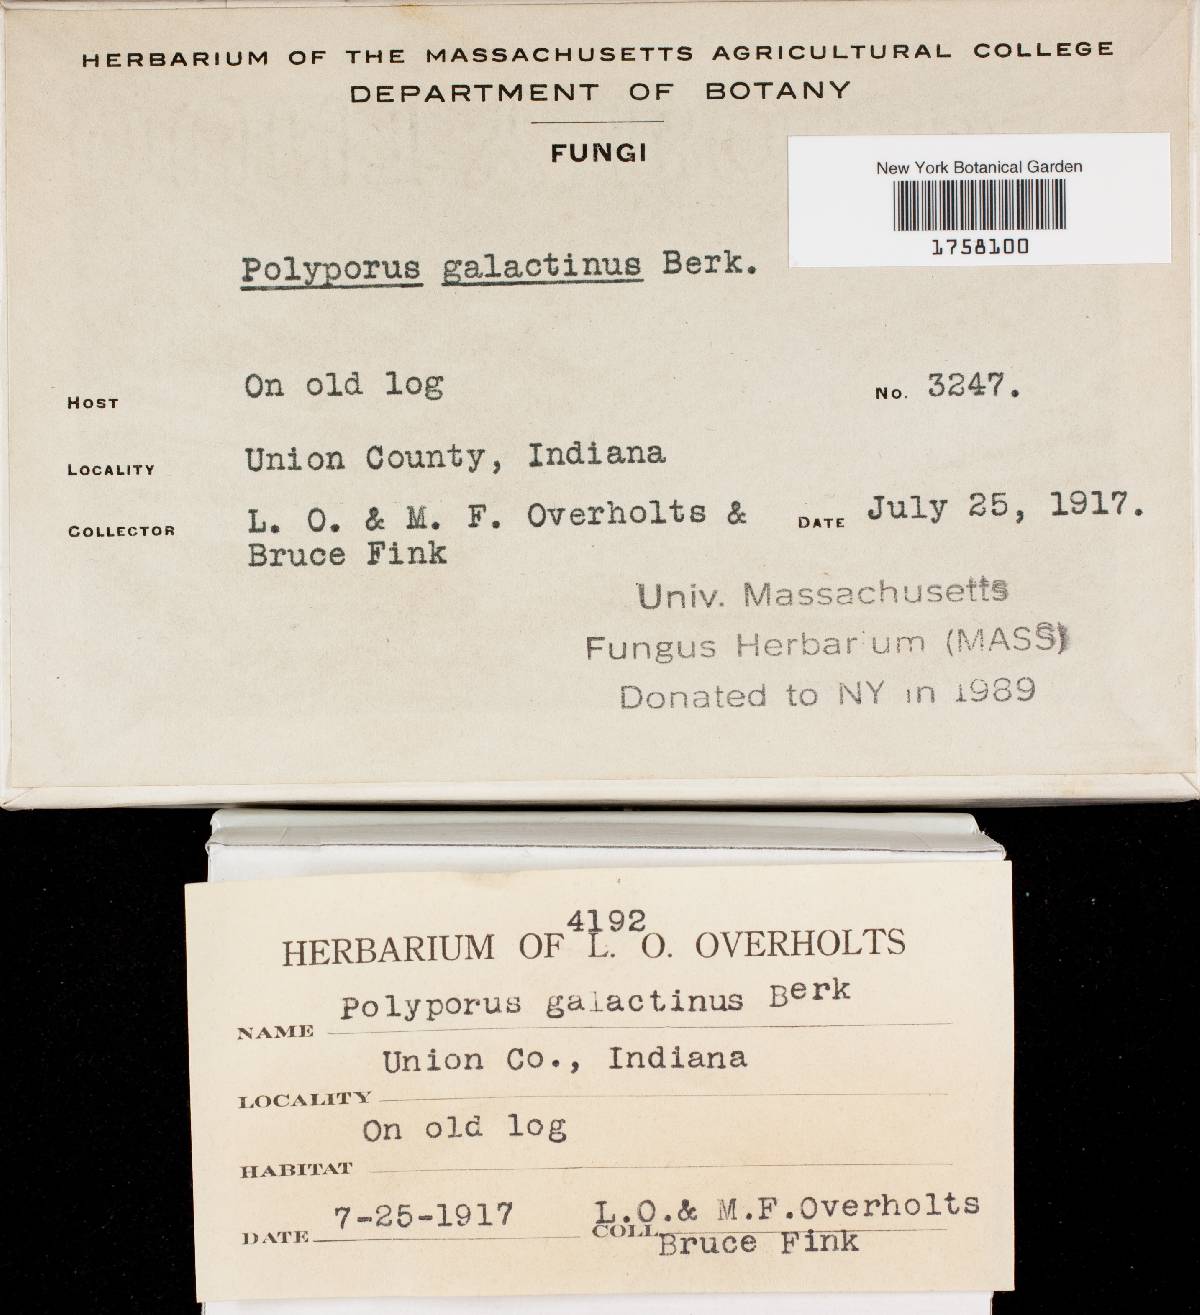 HERBARIUM OF THE MASSACHUSETTS AGRICULTURAL COLLEGE
DEPARTMENT OF BOTANY
FUNGI
New York Botanical Garden
1758100
Polyporus galactinus Berk.
HOST On old log No. 3247.
LOCALITY Union County, Indiana
COLLECTOR L. O. & M. F. Overholts & DATE July 25, 1917.
Bruce Fink
Univ. Massachusetts
Fungus Herbarium (MASS)
Donated to NY in 1989
4192
HERBARIUM OF L. O. OVERHOLTS
NAME Polyporus galactinus Berk
LOCALITY Union Co., Indiana
HABITAT On old log
DATE 7-25-1917 COLL. L.O.& M.F.Overholts
Bruce Fink